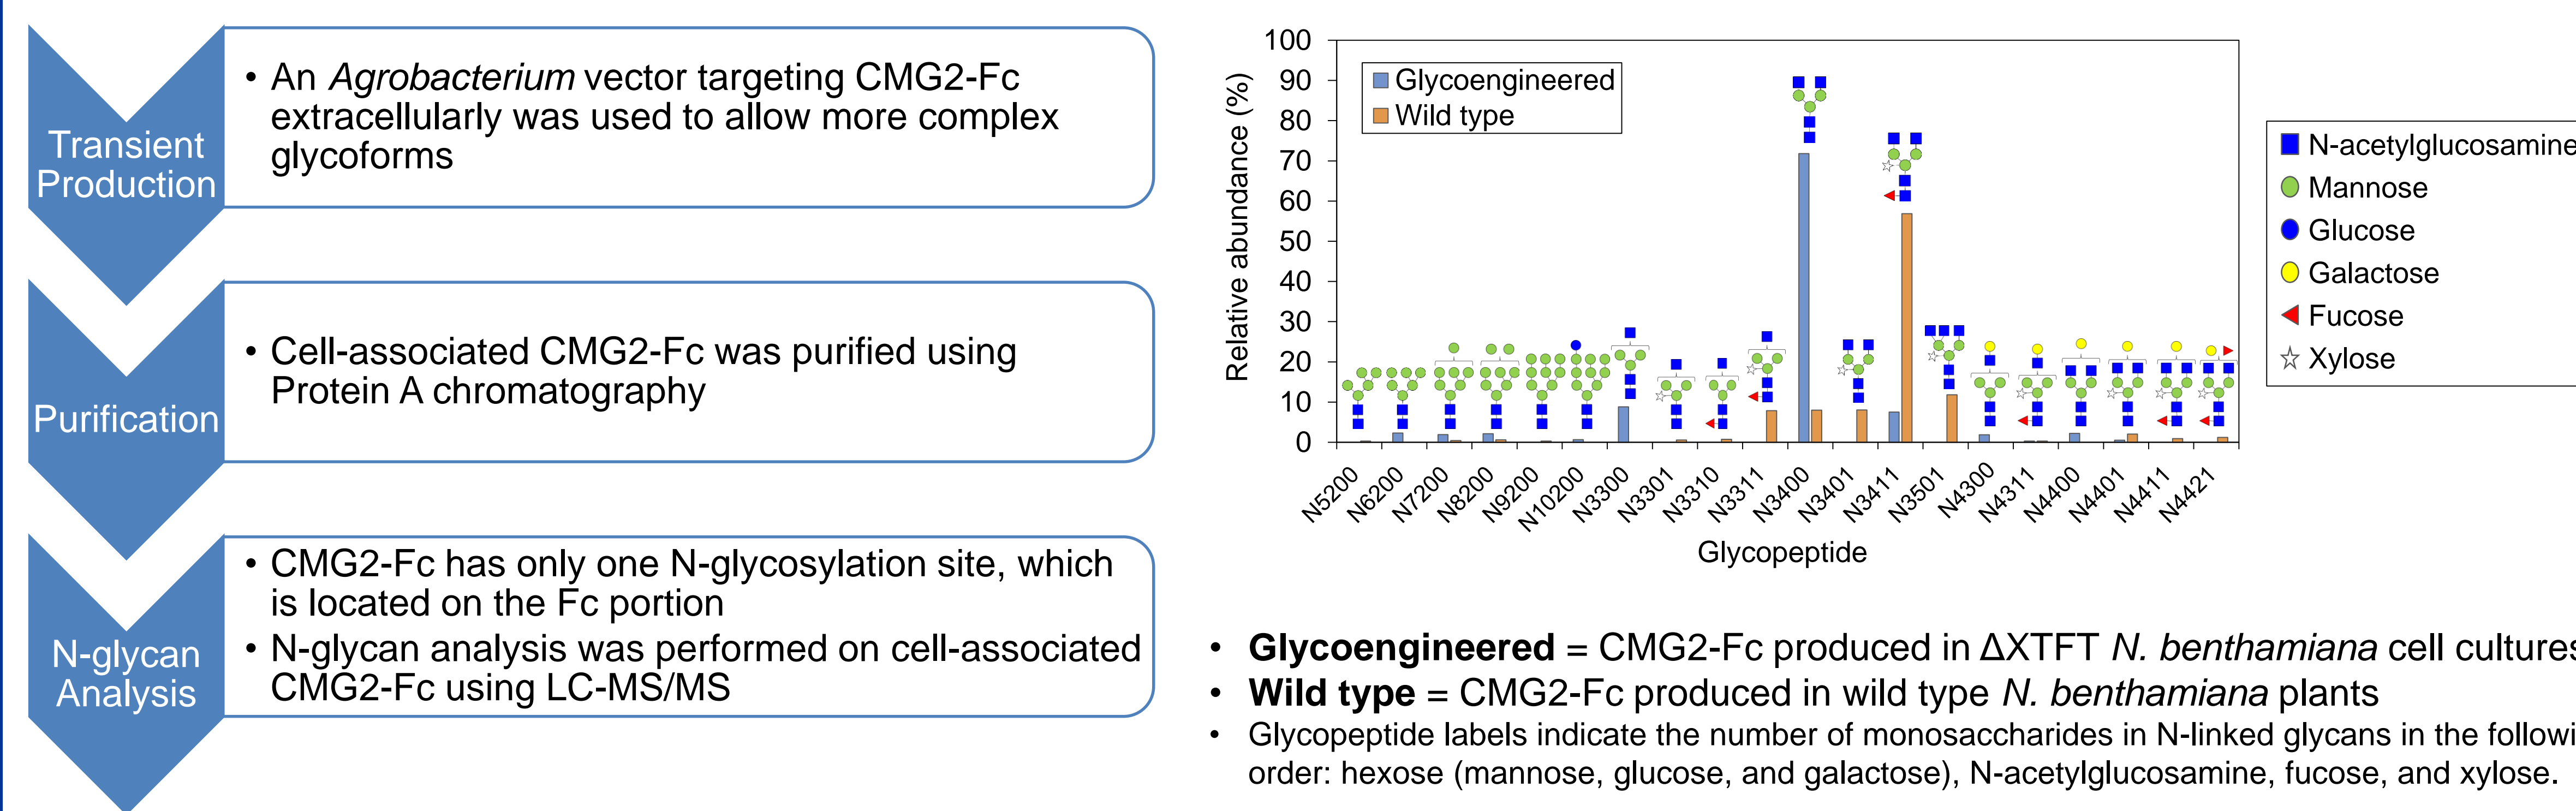 Transient
Production
• An Agrobacterium vector targeting CMG2-Fc
extracellularly was used to allow more complex
glycoforms
Purification
• Cell-associated CMG2-Fc was purified using
Protein A chromatography
N-glycan
Analysis
• CMG2-Fc has only one N-glycosylation site, which
is located on the Fc portion
• N-glycan analysis was performed on cell-associated
CMG2-Fc using LC-MS/MS
Relative abundance (%)
100
90
80
70
60
50
40
30
20
10
0
Glycoengineered
Wild type
N5200
N6200
N7200
N8200
N9200
N10200
N3300
N3301
N3310
N3311
N3400
N3401
N3411
N3501
N4300
N4311
N4400
N4401
N4411
N4421
Glycopeptide
N-acetylglucosamine
Mannose
Glucose
Galactose
Fucose
Xylose
• Glycoengineered = CMG2-Fc produced in ΔXTFT N. benthamiana cell cultures
• Wild type = CMG2-Fc produced in wild type N. benthamiana plants
• Glycopeptide labels indicate the number of monosaccharides in N-linked glycans in the followi
order: hexose (mannose, glucose, and galactose), N-acetylglucosamine, fucose, and xylose.